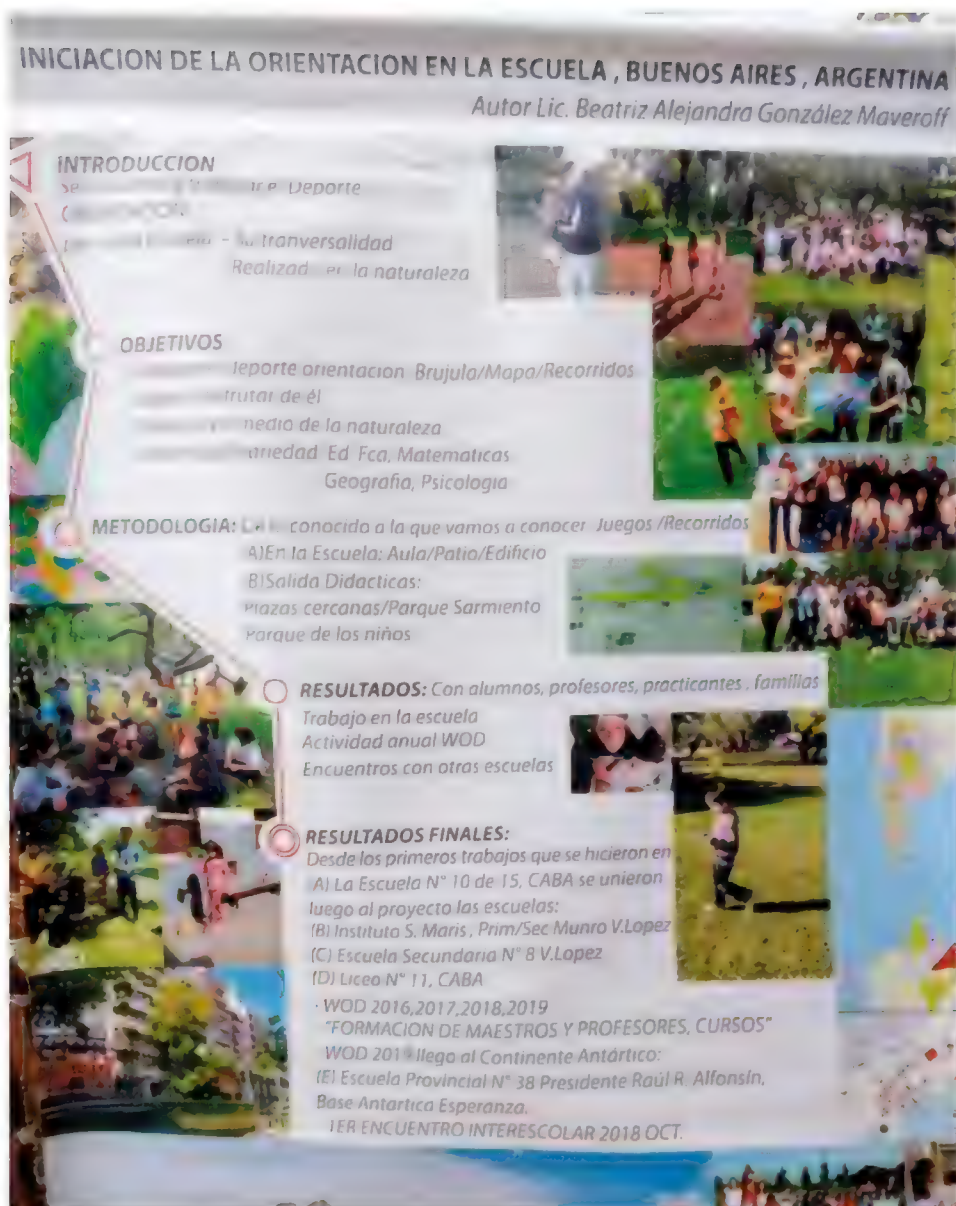 INICIACION DE LA ORIENTACION EN LA ESCUELA , BUENOS AIRES , ARGENTINA
Autor Lic. Beatriz Alejandra González Maveroff
INTRODUCCION
Deporte
tranversalidad
la naturaleza
OBJETIVOS
orientacion Brujula/Mapa/Recorridos
de él
medio de la naturaleza
Ed Fca, Matematicas
Geografia, Psicologia
METODOLOGIA: conocido a la que vamos a conocer Juegos /Recorridos
A)En la Escuela: Aula/Patio/Edificio
B)Salida Didacticas:
Plazas cercanas/Parque Sarmiento
Parque de los niños
RESULTADOS: Con alumnos, profesores, practicantes , familias
Trabajo en la escuela
Actividad anual WOD
Encuentros con otras escuelas
RESULTADOS FINALES:
Desde los primeros trabajos que se hicieron en
A) La Escuela N° 10 de 15, CABA se unieron
luego al proyecto las escuelas:
(B) Instituto S. Maris , Prim/Sec Munro V.Lopez
(C) Escuela Secundaria N° 8 V.Lopez
(D) Liceo N° 11, CABA
· WOD 2016,2017,2018,2019
"FORMACION DE MAESTROS Y PROFESORES, CURSOS"
WOD llego al Continente Antártico:
(E) Escuela Provincial N° 38 Presidente Raúl R. Alfonsín,
Base Antartica Esperanza.
1ER ENCUENTRO INTERESCOLAR 2018 OCT.